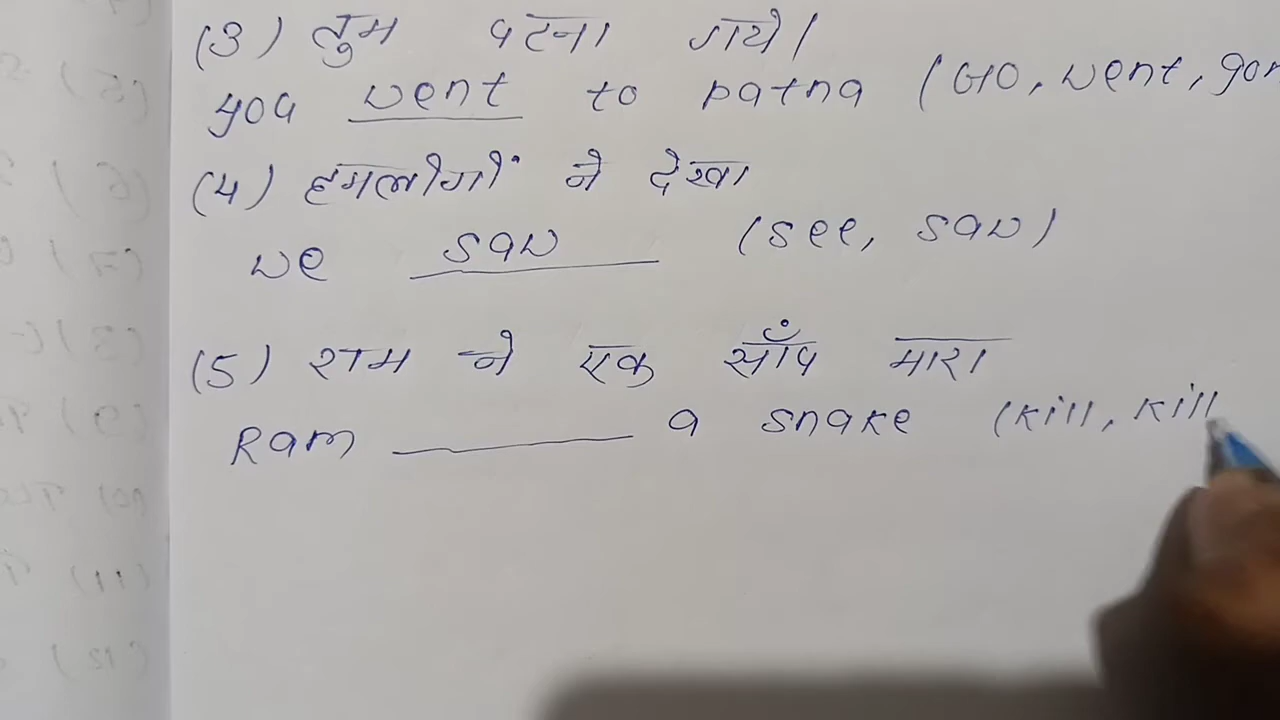 (3) तुम पटना गये।
you went to patna (Go, went, gon
(4) हमलोगों ने देखा
we saw (see, saw)
(5) राम ने एक साँप मारा
Ram ______ a snake (kill, kill